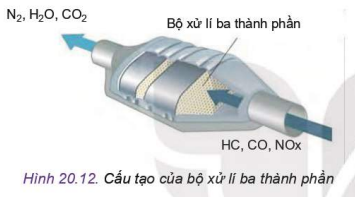 N₂, H₂O, CO₂
Bộ xử lí ba thành phần
HC, CO, NOx
Hình 20.12. Cấu tạo của bộ xử lí ba thành phần